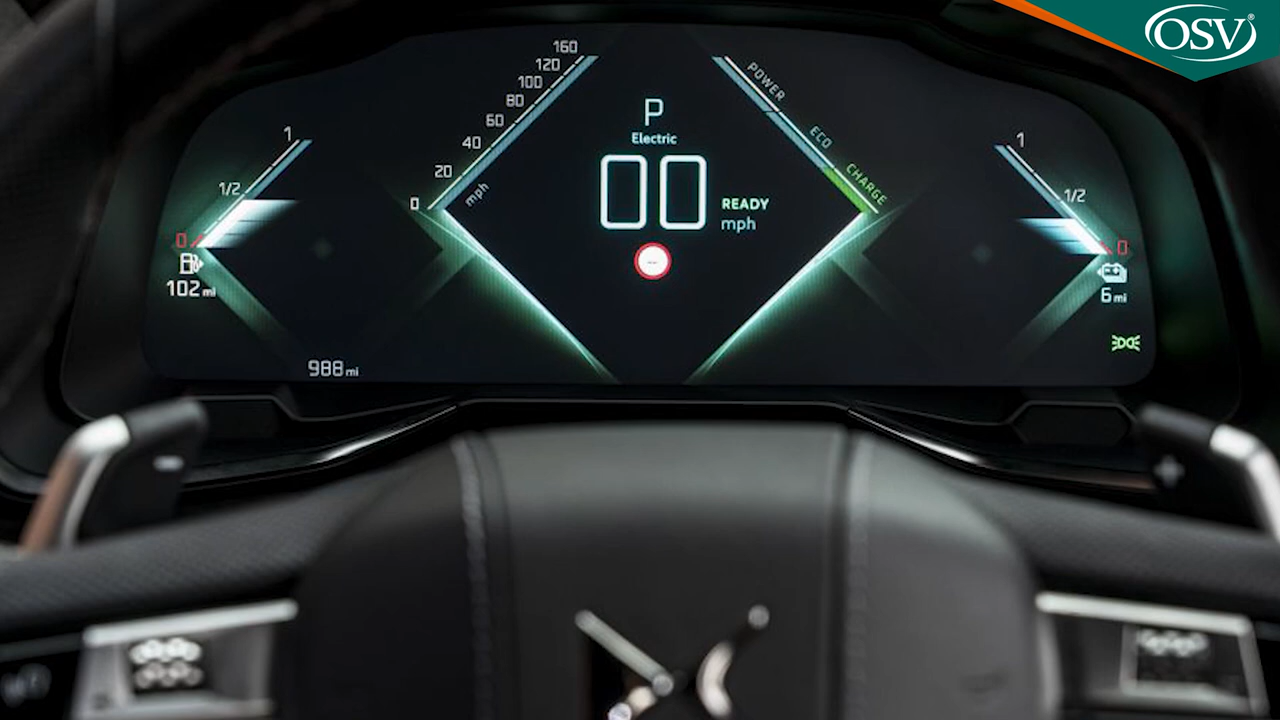 OSV®
160
120
100
80
60
40
20
0
mph
POWER
ECO
CHARGE
P
Electric
00
READY
mph
1
1/2
0
102 mi
988 mi
1
1/2
0
6 mi